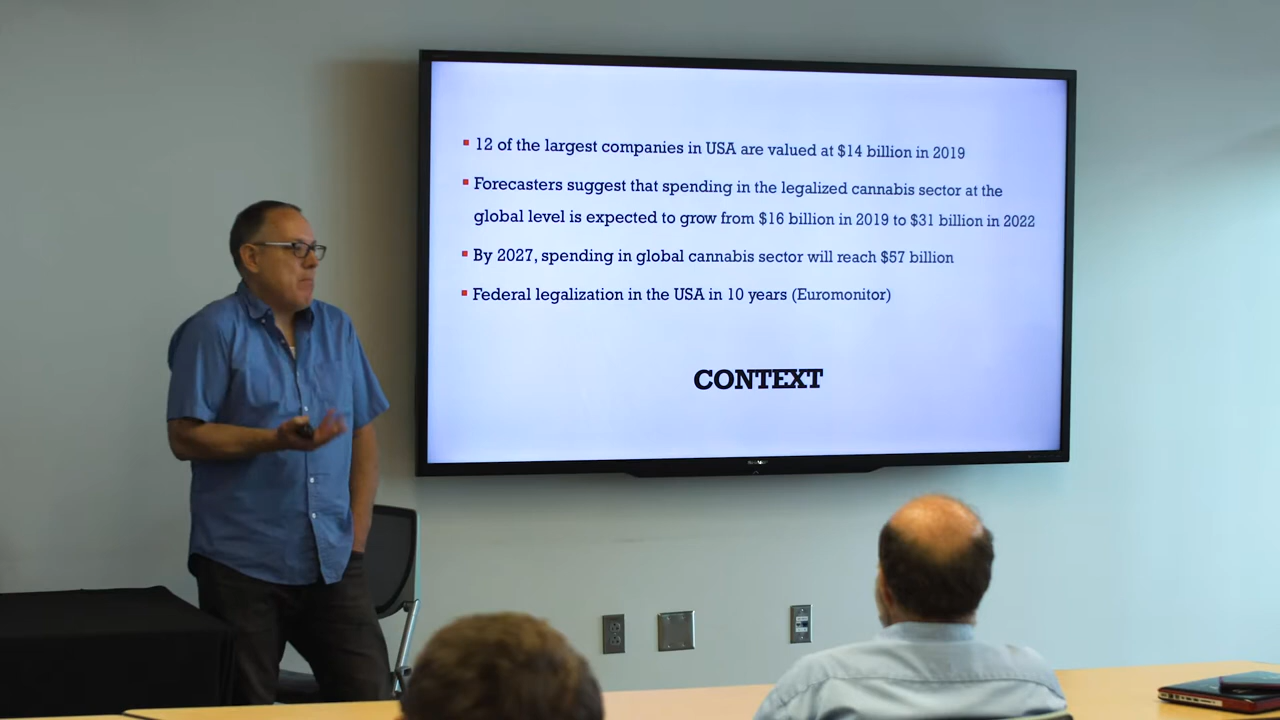 12 of the largest companies in USA are valued at $14 billion in 2019
Forecasters suggest that spending in the legalized cannabis sector at the
global level is expected to grow from $16 billion in 2019 to $31 billion in 2022
By 2027, spending in global cannabis sector will reach $57 billion
Federal legalization in the USA in 10 years (Euromonitor)
CONTEXT